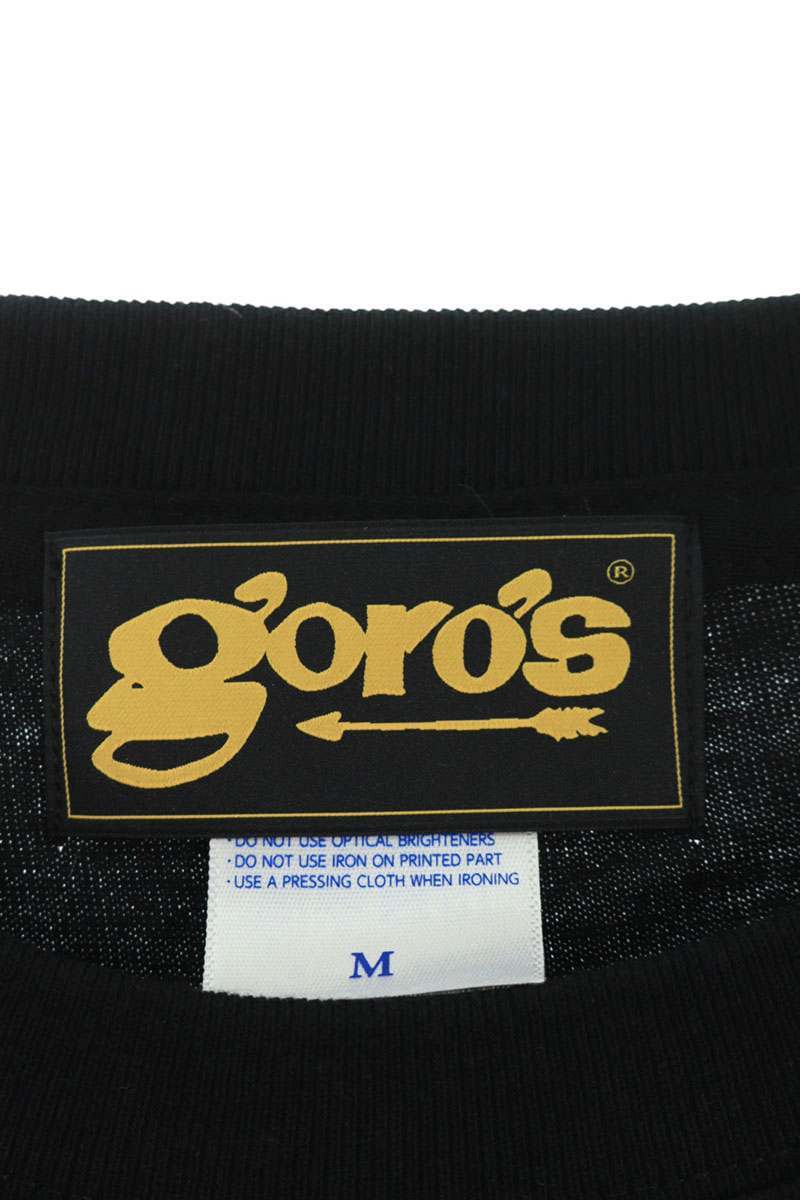 goro's ®
· DO NOT USE OPTICAL BRIGHTENERS
· DO NOT USE IRON ON PRINTED PART
· USE A PRESSING CLOTH WHEN IRONING
M